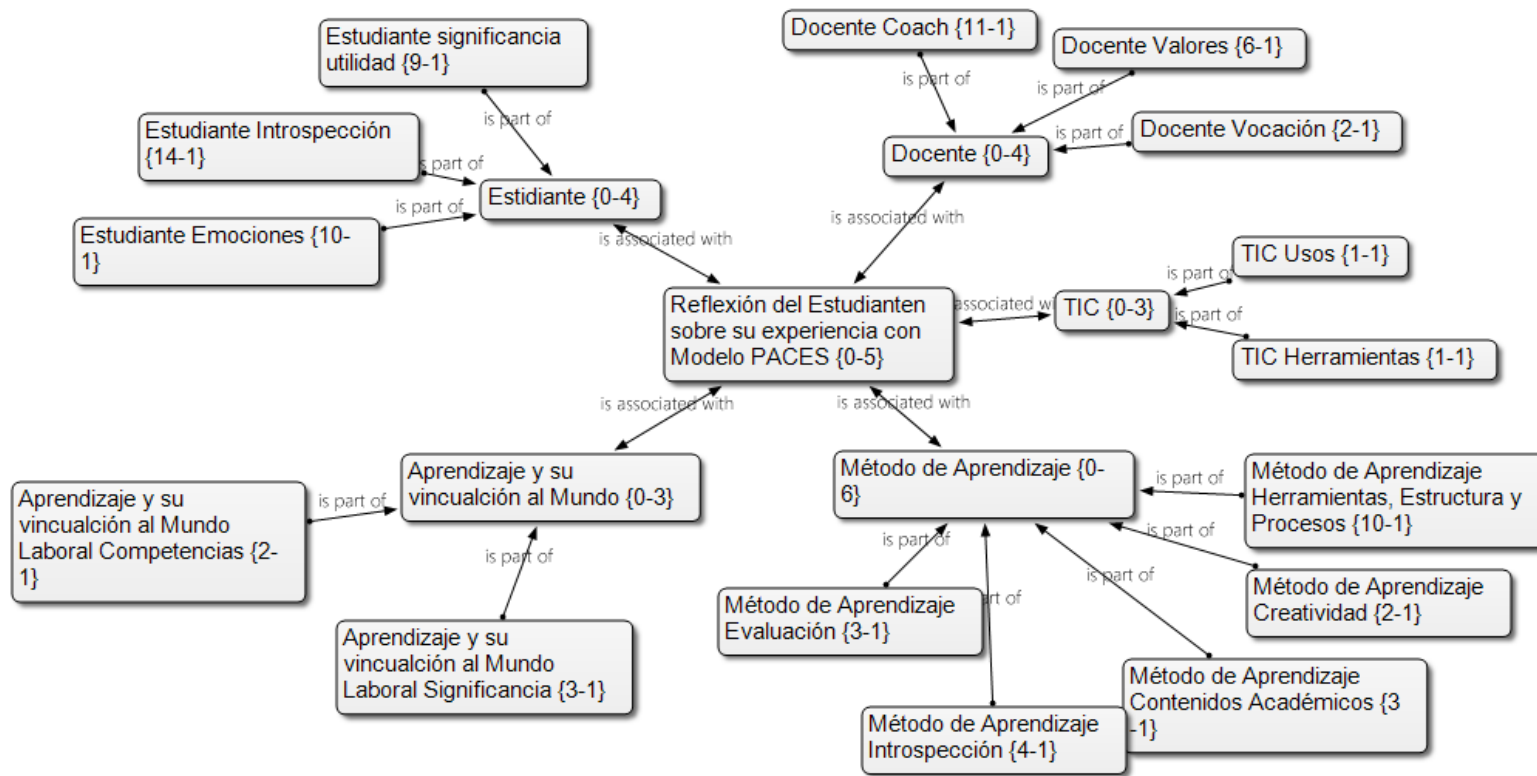 Estudiante significancia
utilidad {9-1}
Docente Coach {11-1}
Docente Valores {6-1}
is part of
is part of
is part of
Estudiante Introspección
{14-1}
is part of
Docente Vocación {2-1}
is part of
Docente {0-4}
Estidiante {0-4}
is part of
Estudiante Emociones {10-
1}
is associated with
is associated with
TIC Usos {1-1}
is part of
Reflexión del Estudianten
sobre su experiencia con
Modelo PACES {0-5}
associated wi
TIC {0-3}
is part of
TIC Herramientas {1-1}
is associated with
is associated with
Aprendizaje y su
vincualción al Mundo {0-3}
Método de Aprendizaje {0-
6}
Método de Aprendizaje
Herramientas, Estructura y
Procesos {10-1}
is part of
Aprendizaje y su
vincualción al Mundo
Laboral Competencias {2-
1}
is part of
is part of
is part of
is part of
is part of
Método de Aprendizaje
Creatividad {2-1}
Método de Aprendizaje
Evaluación {3-1}
art of
Aprendizaje y su
vincualción al Mundo
Laboral Significancia {3-1}
Método de Aprendizaje
Contenidos Académicos {3
-1}
Método de Aprendizaje
Introspección {4-1}